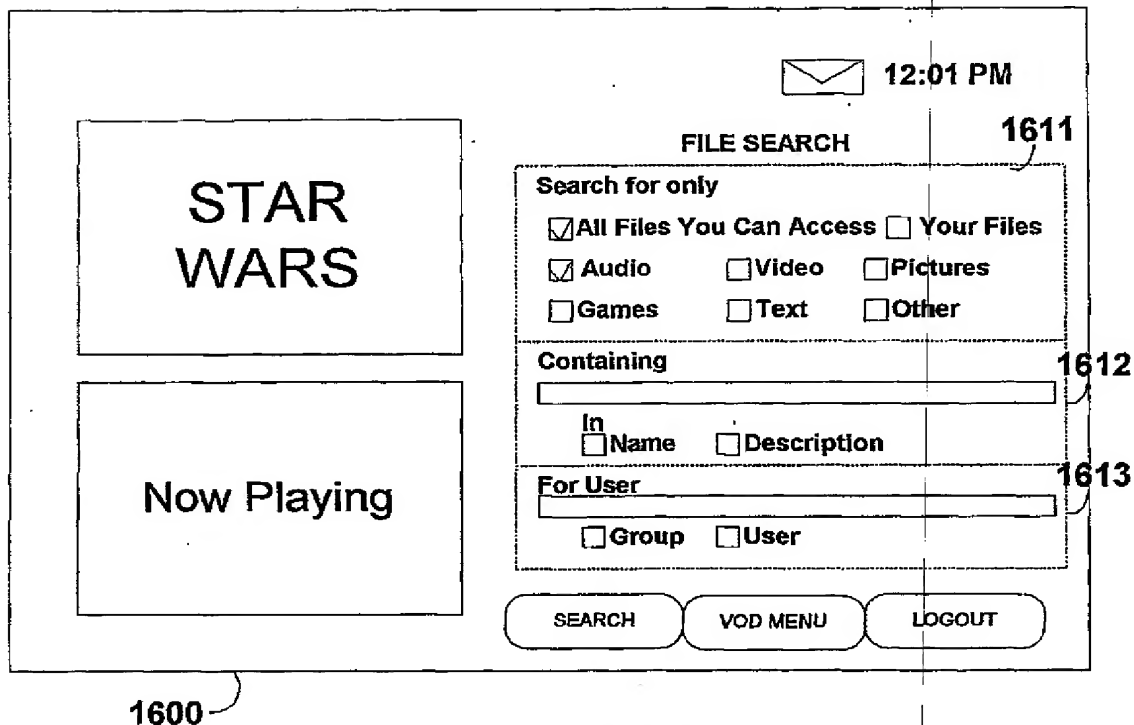 12:01 PM
STAR
WARS
Now Playing
FILE SEARCH
1611
Search for only
All Files You Can Access Your Files
Audio Video Pictures
Games Text Other
Containing
1612
In
Name Description
For User
1613
Group User
SEARCH VOD MENU LOGOUT
1600